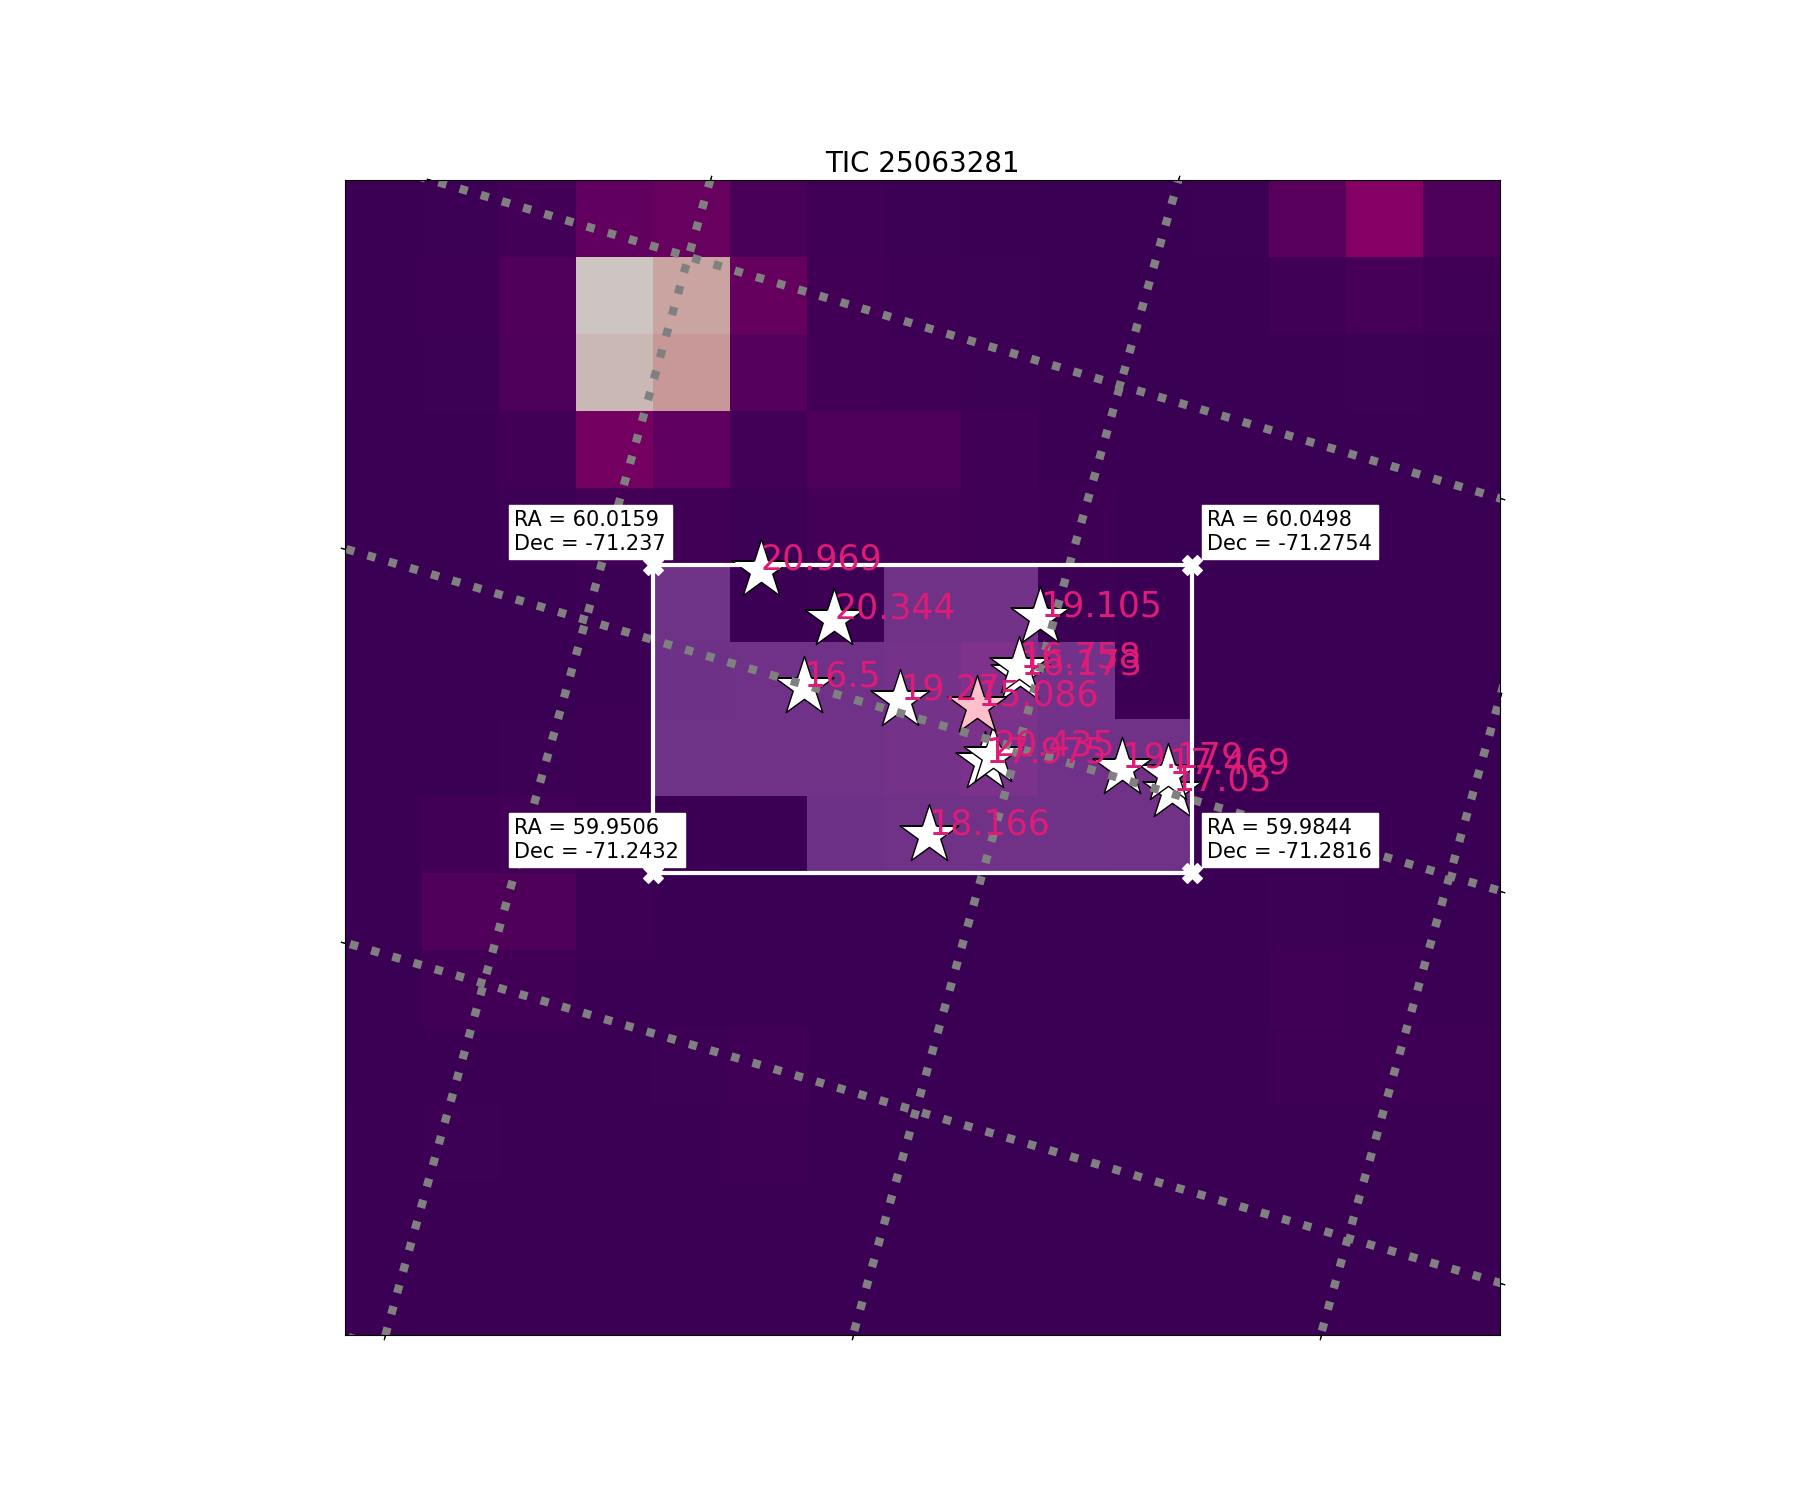 TIC 25063281
RA = 60.0159
Dec = -71.237
RA = 60.0498
Dec = -71.2754
20.969
20.344
19.105
16.5
15.086
18.166
17.05
RA = 59.9506
Dec = -71.2432
RA = 59.9844
Dec = -71.2816